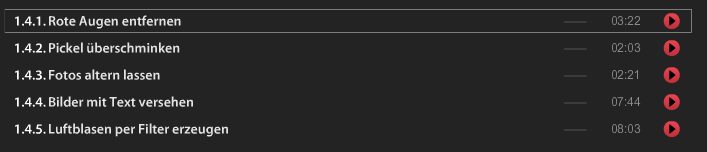 1.4.1. Rote Augen entfernen 03:22
1.4.2. Pickel überschminken 02:03
1.4.3. Fotos altern lassen 02:21
1.4.4. Bilder mit Text versehen 07:44
1.4.5. Luftblasen per Filter erzeugen 08:03